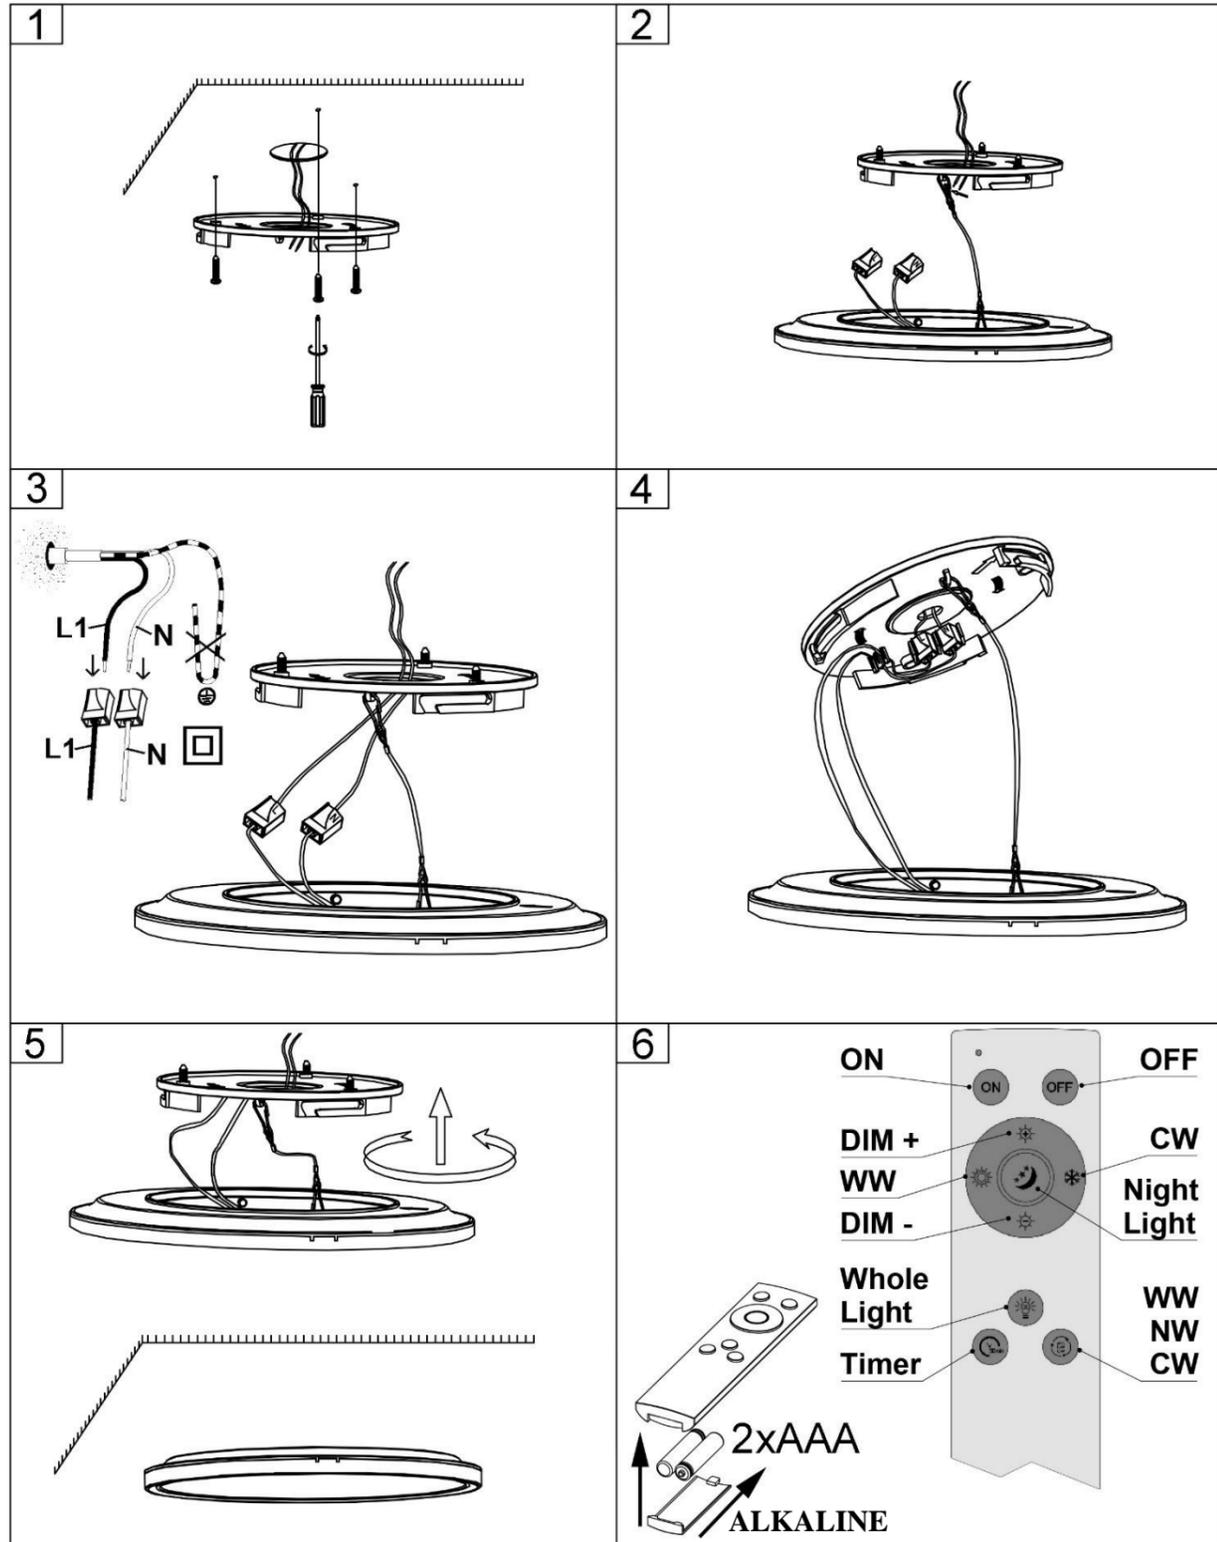 1
2
3
L1
N
L1
N
4
5
6
ON
OFF
ON
OFF
DIM +
CW
WW
DIM -
Night
Light
Whole
Light
WW
NW
CW
Timer
2xAAA
ALKALINE